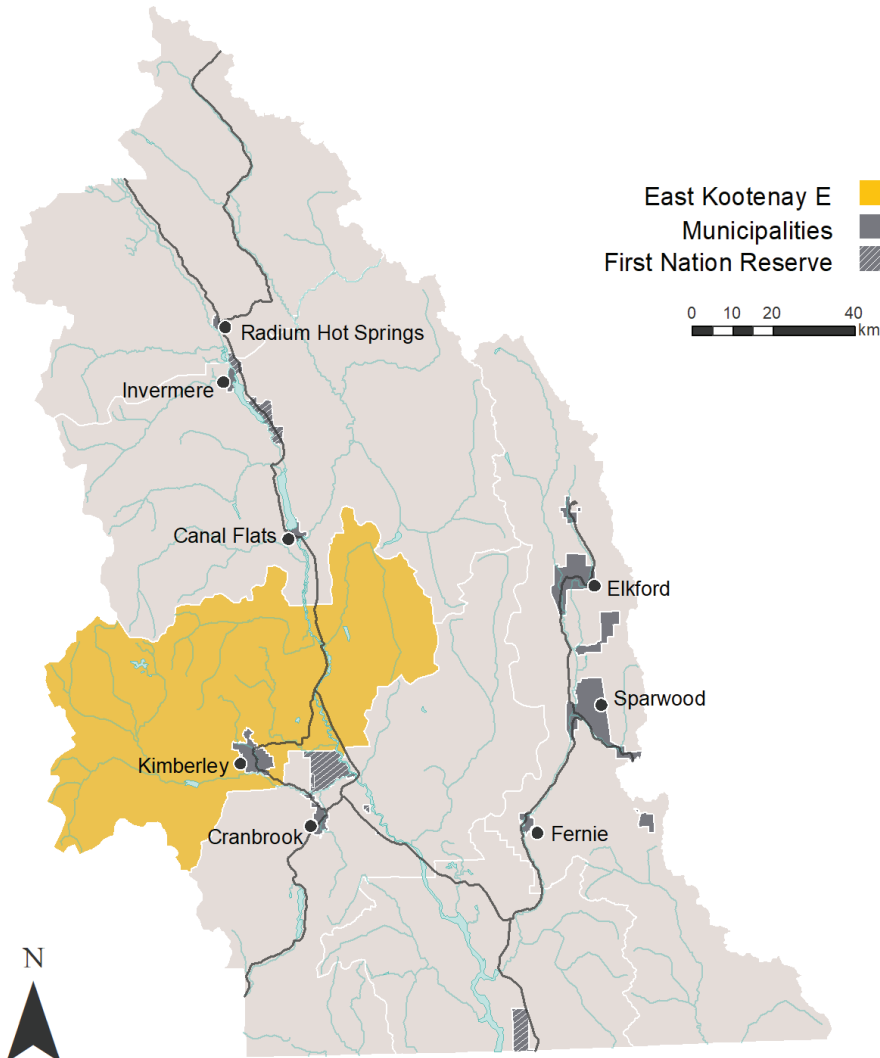 East Kootenay E
Municipalities
First Nation Reserve
0 10 20 40
km
Radium Hot Springs
Invermere
Canal Flats
Elkford
Sparwood
Kimberley
Cranbrook
Fernie
N